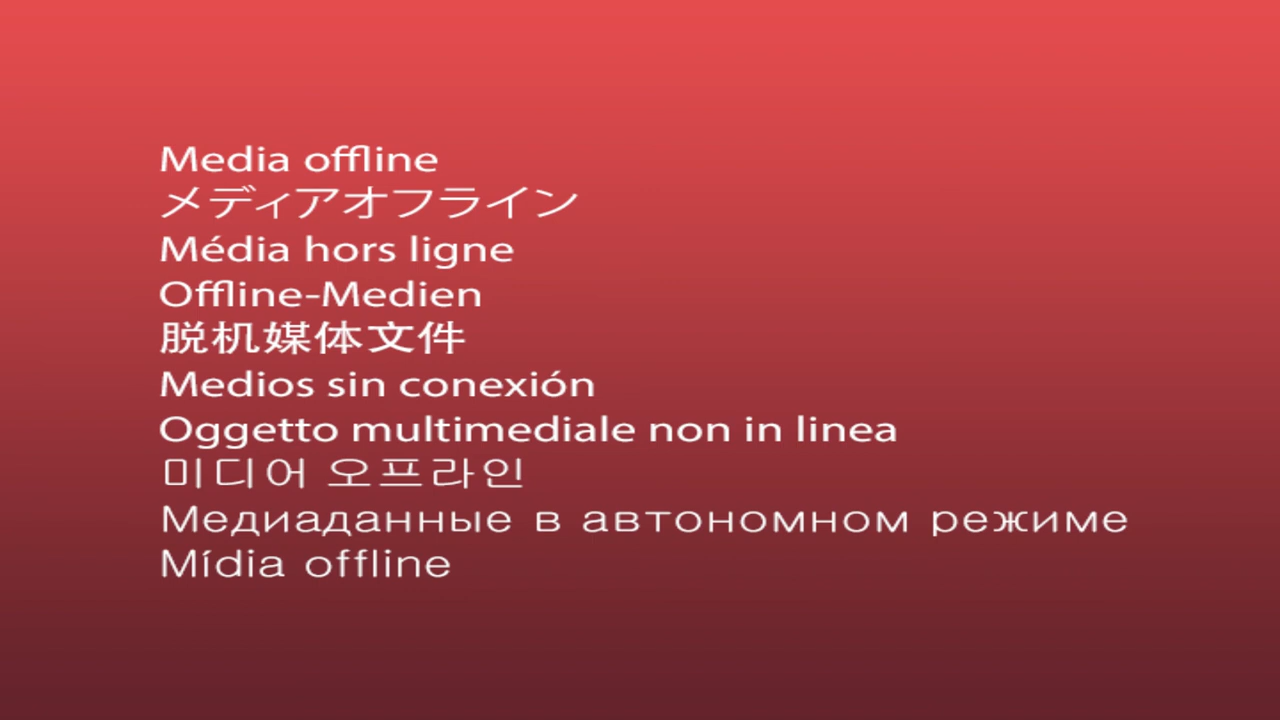 Media offline
メディアオフライン
Média hors ligne
Offline-Medien
脱机媒体文件
Medios sin conexión
Oggetto multimediale non in linea
미디어 오프라인
Медиаданные в автономном режиме
Mídia offline